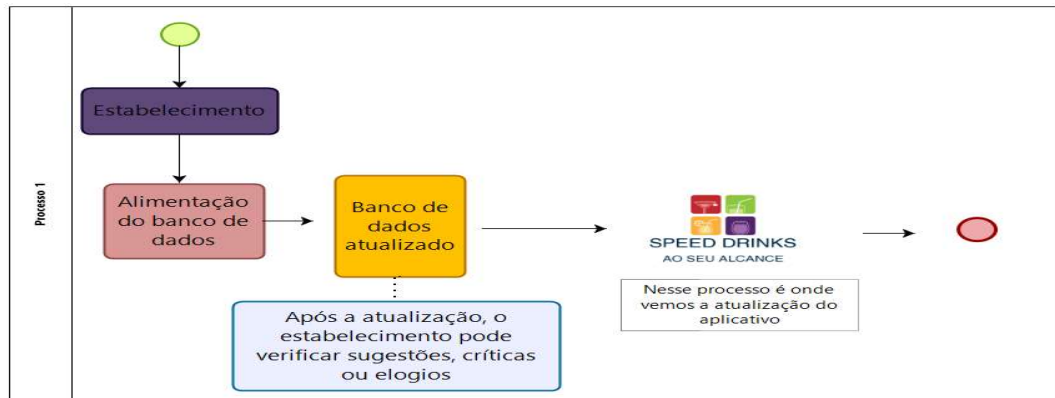 Processo 1
Estabelecimento
Alimentação
do banco de
dados
Banco de
dados
atualizado
Após a atualização, o
estabelecimento pode
verificar sugestões, críticas
ou elogios
SPEED DRINKS
AO SEU ALCANCE
Nesse processo é onde
vemos a atualização do
aplicativo